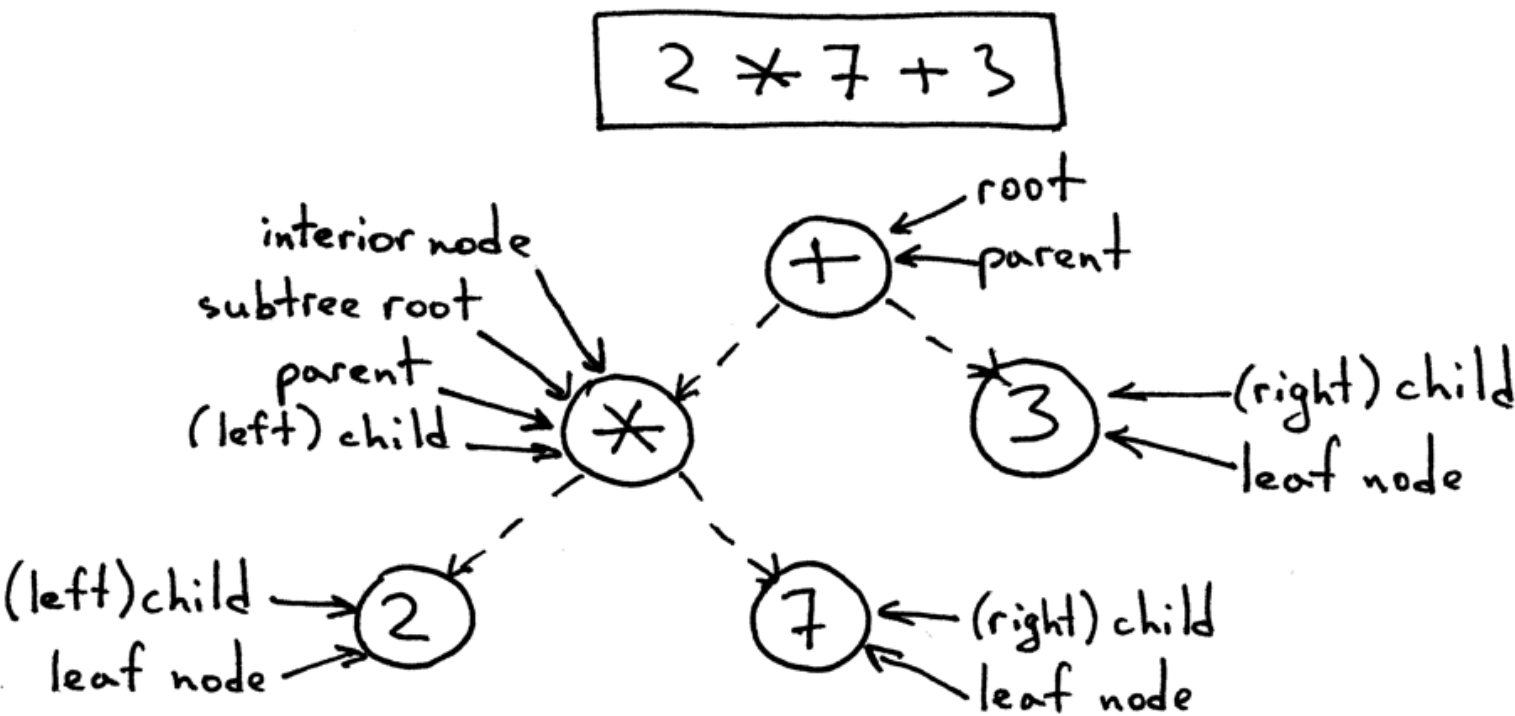 2 * 7 + 3
root
parent
+
interior node
subtree root
parent
(left) child
*
3
(right) child
leaf node
(left) child
leaf node
2
7
(right) child
leaf node